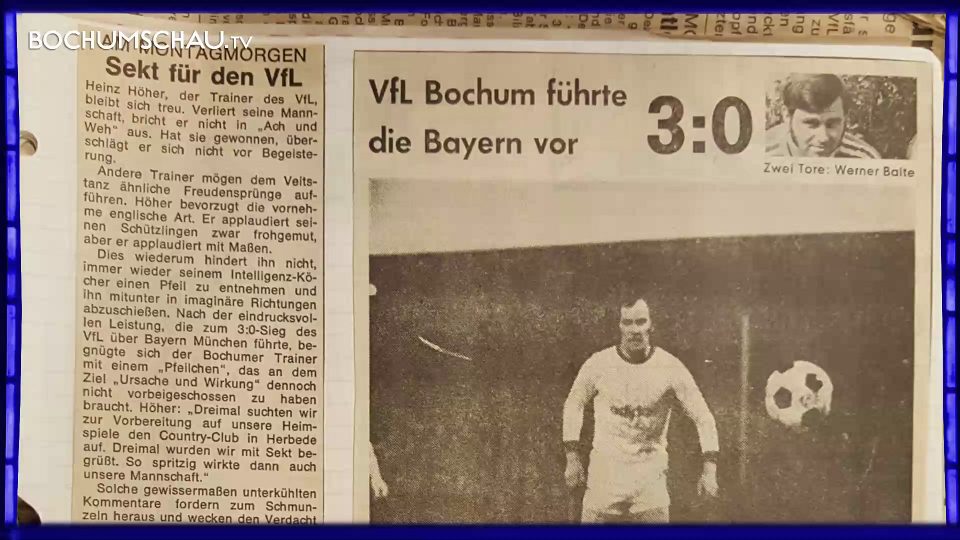 BOCHUMSCHAU.tv
AM MONTAGMORGEN
Sekt für den VfL
Heinz Höher, der Trainer des VfL,
bleibt sich treu. Verliert seine Mann-
schaft, bricht er nicht in „Ach und
Weh“ aus. Hat sie gewonnen, über-
schlägt er sich nicht vor Begeiste-
rung.
Andere Trainer mögen dem Veits-
tanz ähnliche Freudensprünge auf-
führen. Höher bevorzugt die vorneh-
me englische Art. Er applaudiert sei-
nen Schützlingen zwar frohgemut,
aber er applaudiert mit Maßen.
Dies wiederum hindert ihn nicht,
immer wieder seinem Intelligenz-Kö-
cher einen Pfeil zu entnehmen und
ihn mitunter in imaginäre Richtungen
abzuschießen. Nach der eindrucksvol-
len Leistung, die zum 3:0-Sieg des
VfL über Bayern München führte, be-
gnügte sich der Bochumer Trainer
mit einem „Pfeilchen“, das an dem
Ziel „Ursache und Wirkung“ dennoch
nicht vorbeigeschossen zu haben
braucht. Höher: „Dreimal suchten wir
zur Vorbereitung auf unsere Heim-
spiele den Country-Club in Herbede
auf. Dreimal wurden wir mit Sekt be-
grüßt. So spritzig wirkte dann auch
unsere Mannschaft.“
Solche gewissermaßen unterkühlten
Kommentare fordern zum Schmun-
zeln heraus und wecken den Verdacht
VfL Bochum führte
die Bayern vor
3:0
Zwei Tore: Werner Balte